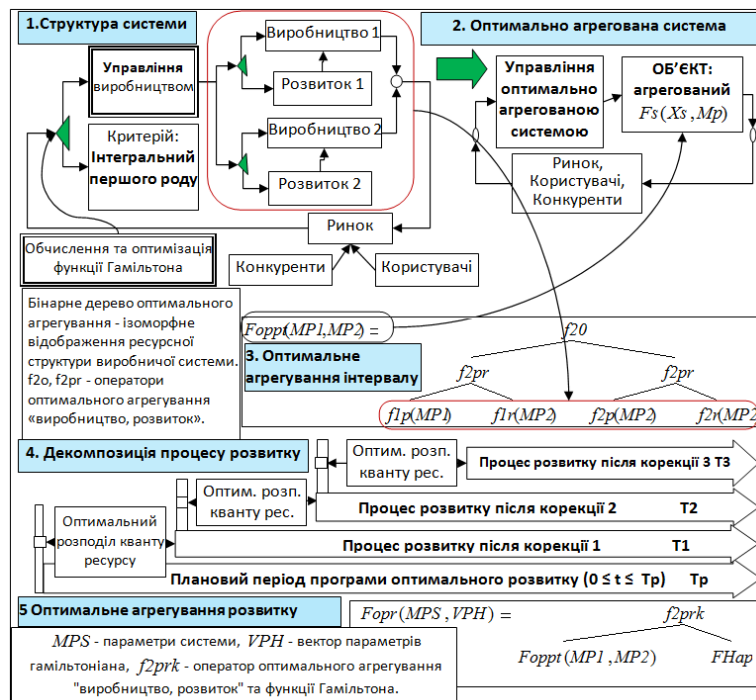 1.Структура системи
Управління
виробництвом
Критерій:
Інтегральний
першого роду
Виробництво 1
Розвиток 1
Виробництво 2
Розвиток 2
Ринок
Конкуренти
Користувачі
Обчислення та оптимізація
функції Гамільтона
2. Оптимально агрегована система
Управління
оптимально
агрегованою
системою
ОБ’ЄКТ:
агрегований
Fs(Xs,Mp)
Ринок,
Користувачі,
Конкуренти
Бінарне дерево оптимального
агрегування - ізоморфне
відображення ресурсної
структури виробничої системи.
f2o, f2pr - оператори
оптимального агрегування
«виробництво, розвиток».
Foppt(MP1,MP2) =
3. Оптимальне
агрегування інтервалу
f20
f2pr f2pr
f1p(MP1) f1r(MP2) f2p(MP2) f2r(MP2
4. Декомпозиція процесу розвитку
Оптим. розп.
кванту рес.
Процес розвитку після корекції 3 T3
Оптим. розп.
кванту рес.
Процес розвитку після корекції 2 T2
Оптимальний
розподіл кванту
ресурсу
Процес розвитку після корекції 1 T1
Плановий період програми оптимального розвитку (0 ≤ t ≤ Tp) Tp
5 Оптимальне агрегування розвитку
MPS - параметри системи, VPH - вектор параметрів
гамільтоніана, f2prk - оператор оптимального агрегування
"виробництво, розвиток" та функції Гамільтона.
Fopr(MPS,VPH) =
f2prk
Foppt(MP1,MP2) FHap